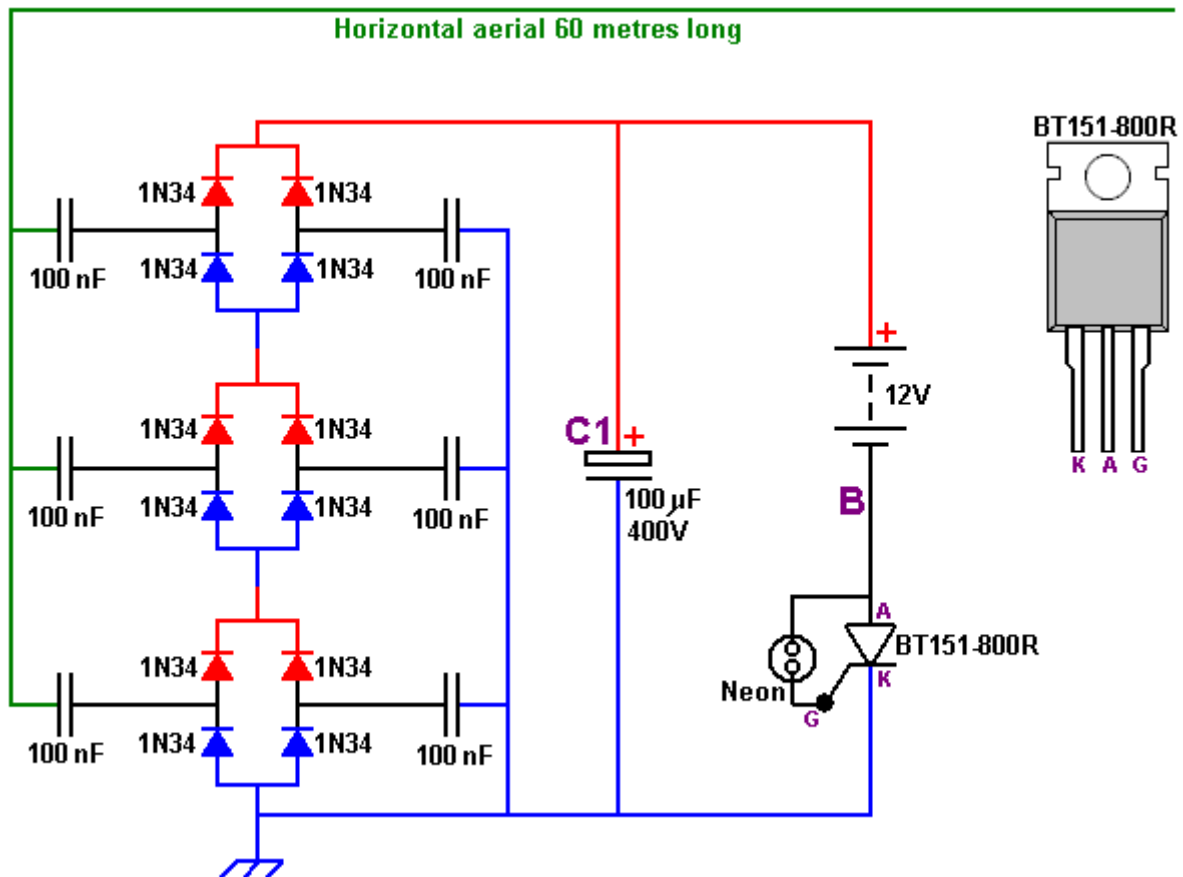 Horizontal aerial 60 metres long
BT151-800R
1N34
1N34
1N34
1N34
100 nF
100 nF
+
12V
K A G
1N34
1N34
C1 +
1N34
1N34
100 nF
100 nF
100 µF
400V
B
A
BT151-800R
K
Neon
G
1N34
1N34
1N34
1N34
100 nF
100 nF